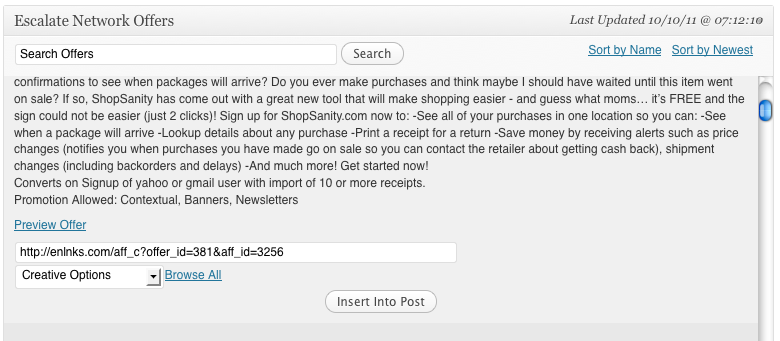 Escalate Network Offers
Last Updated 10/10/11 @ 07:12:10
Search Offers
Search
Sort by Name
Sort by Newest
confirmations to see when packages will arrive? Do you ever make purchases and think maybe I should have waited until this item went
on sale? If so, ShopSanity has come out with a great new tool that will make shopping easier - and guess what moms… it's FREE and the
sign could not be easier (just 2 clicks)! Sign up for ShopSanity.com now to: -See all of your purchases in one location so you can: -See
when a package will arrive -Lookup details about any purchase -Print a receipt for a return -Save money by receiving alerts such as price
changes (notifies you when purchases you have made go on sale so you can contact the retailer about getting cash back), shipment
changes (including backorders and delays) -And much more! Get started now!
Converts on Signup of yahoo or gmail user with import of 10 or more receipts.
Promotion Allowed: Contextual, Banners, Newsletters
Preview Offer
http://enlnks.com/aff_c?offer_id=381&aff_id=3256
Creative Options
Browse All
Insert Into Post